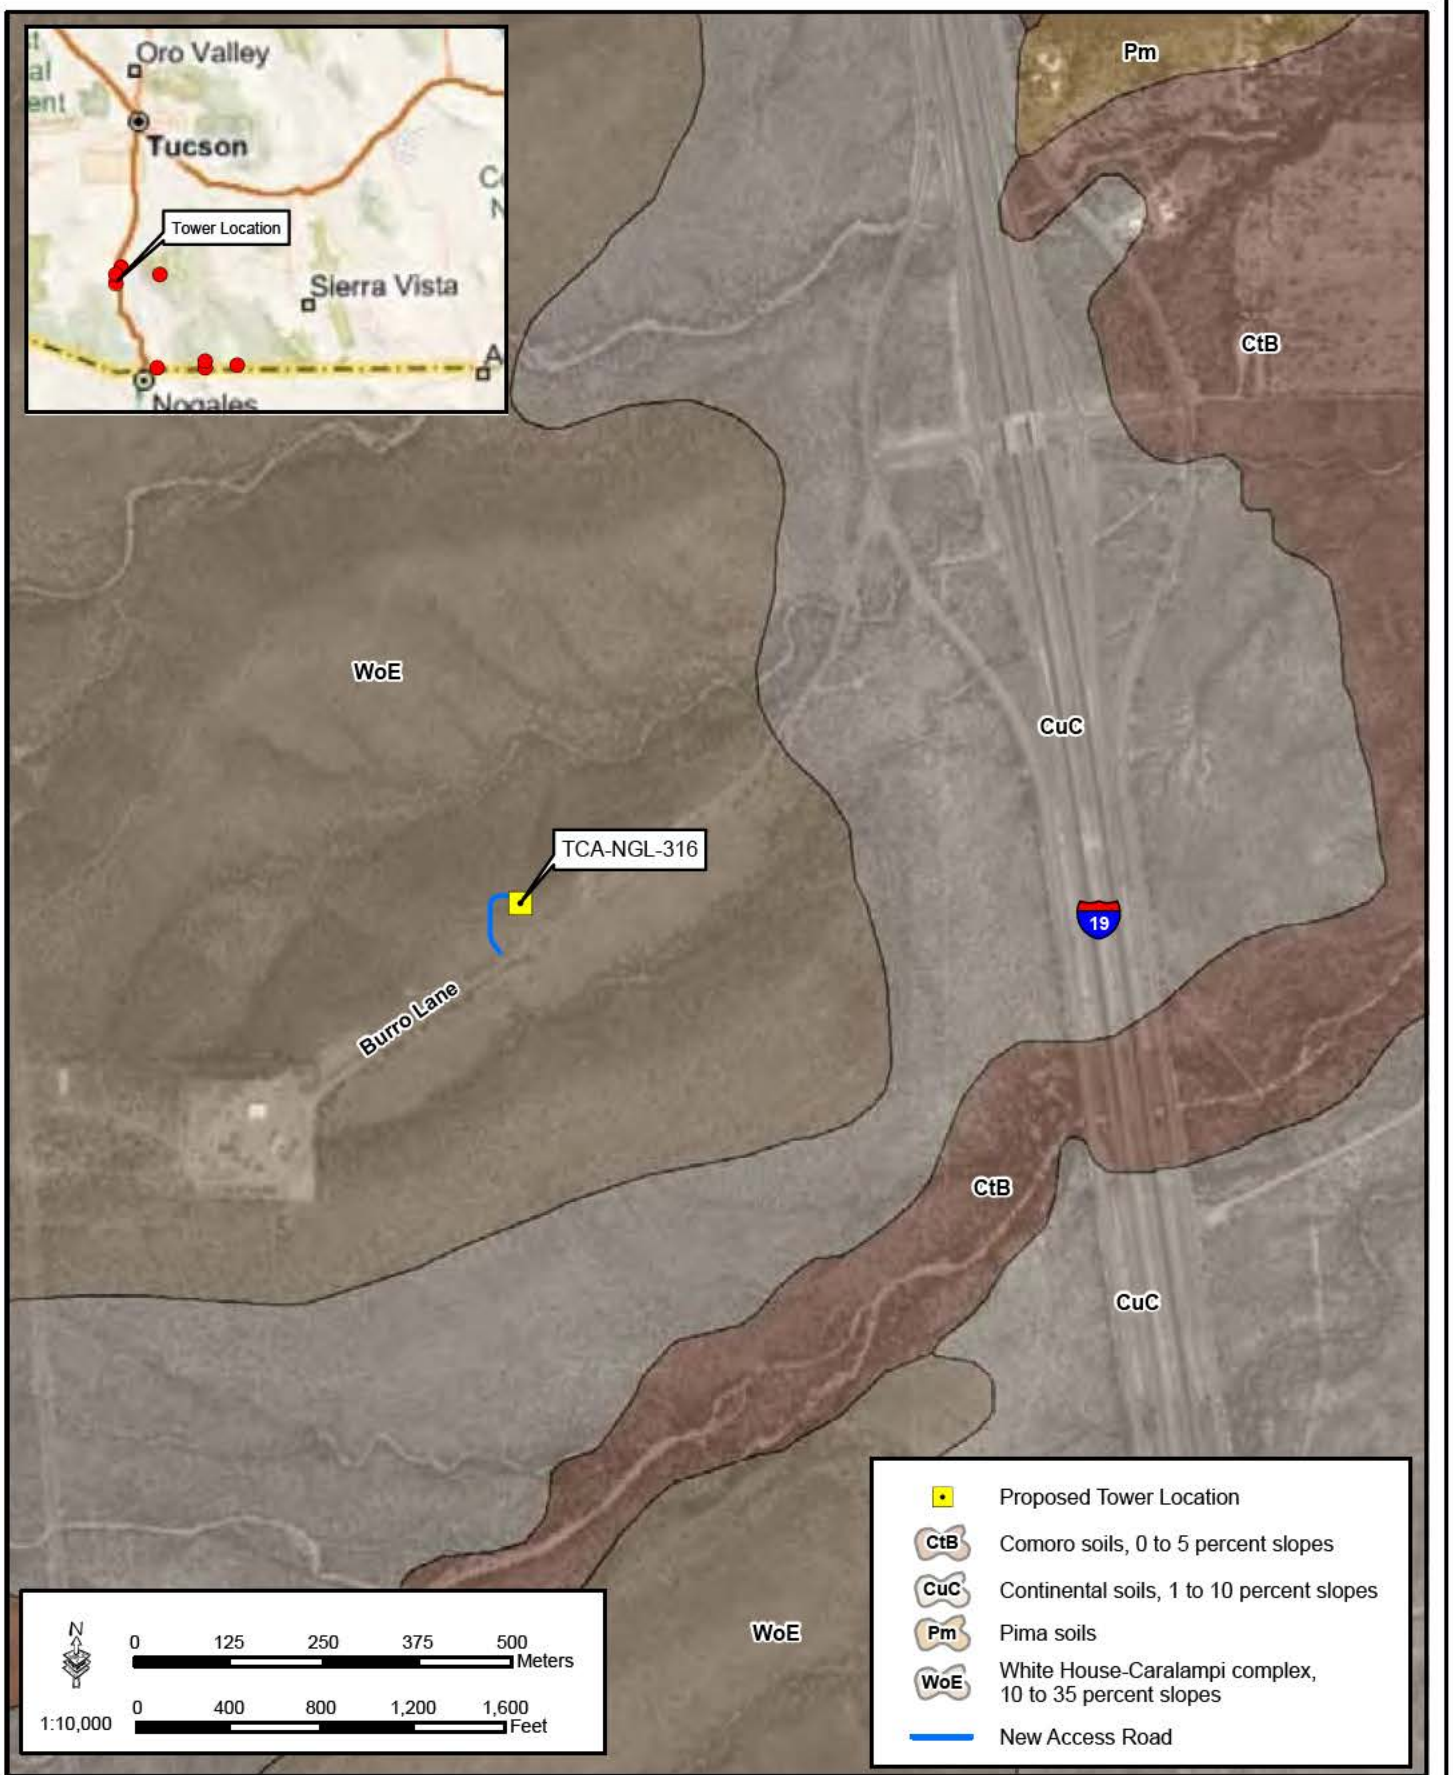 st
al
ent
Oro Valley
Tucson
Tower Location
Sierra Vista
Nogales
A
Pm
CtB
WoE
CuC
TCA-NGL-316
19
Burro Lane
CtB
CuC
WoE
Proposed Tower Location
CtB Comoro soils, 0 to 5 percent slopes
CuC Continental soils, 1 to 10 percent slopes
Pm Pima soils
WoE White House-Caralampi complex,
10 to 35 percent slopes
New Access Road
N
0 125 250 375 500
Meters
0 400 800 1,200 1,600
1:10,000 Feet